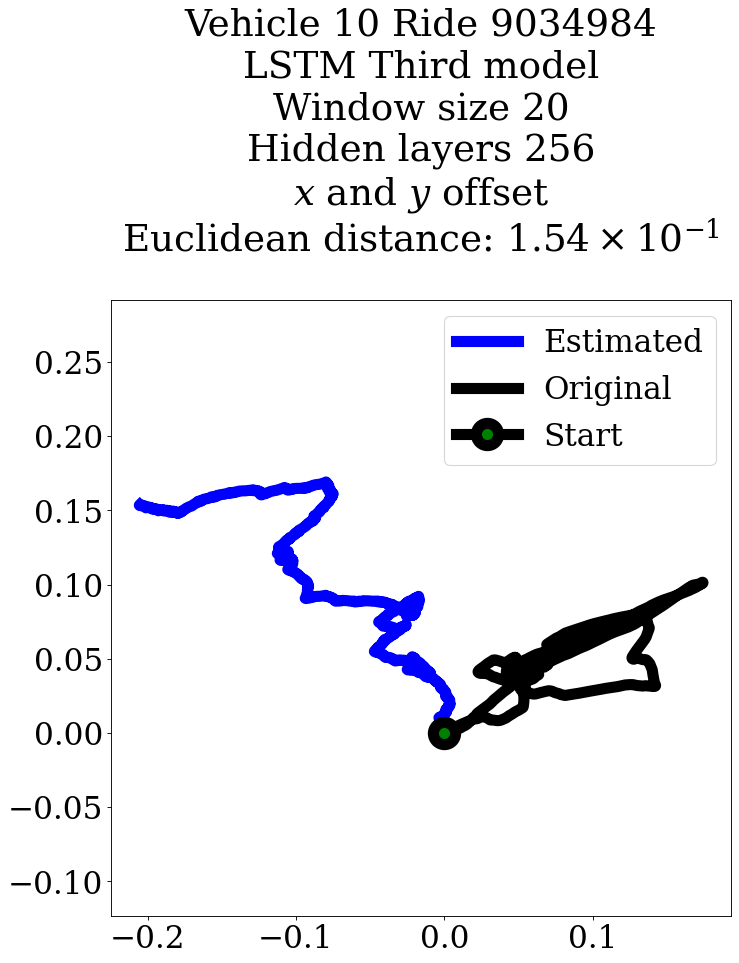 Vehicle 10 Ride 9034984
LSTM Third model
Window size 20
Hidden layers 256
x and y offset
Euclidean distance: 1.54 × 10⁻¹
Estimated
Original
Start
0.25
0.20
0.15
0.10
0.05
0.00
−0.05
−0.10
−0.2 −0.1 0.0 0.1